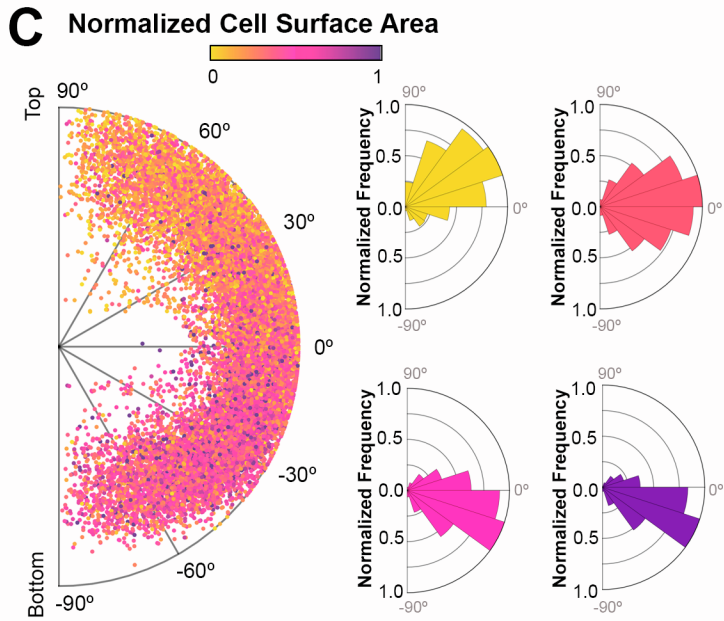 C Normalized Cell Surface Area
0 1
Top
90º
60º
30º
0º
-30º
-60º
-90º
Bottom
90º
1.0
0.5
0.0
0.5
1.0
Normalized Frequency
0º
-90º
90º
1.0
0.5
0.0
0.5
1.0
Normalized Frequency
0º
-90º
90º
1.0
0.5
0.0
0.5
1.0
Normalized Frequency
0º
-90º
90º
1.0
0.5
0.0
0.5
1.0
Normalized Frequency
0º
-90º